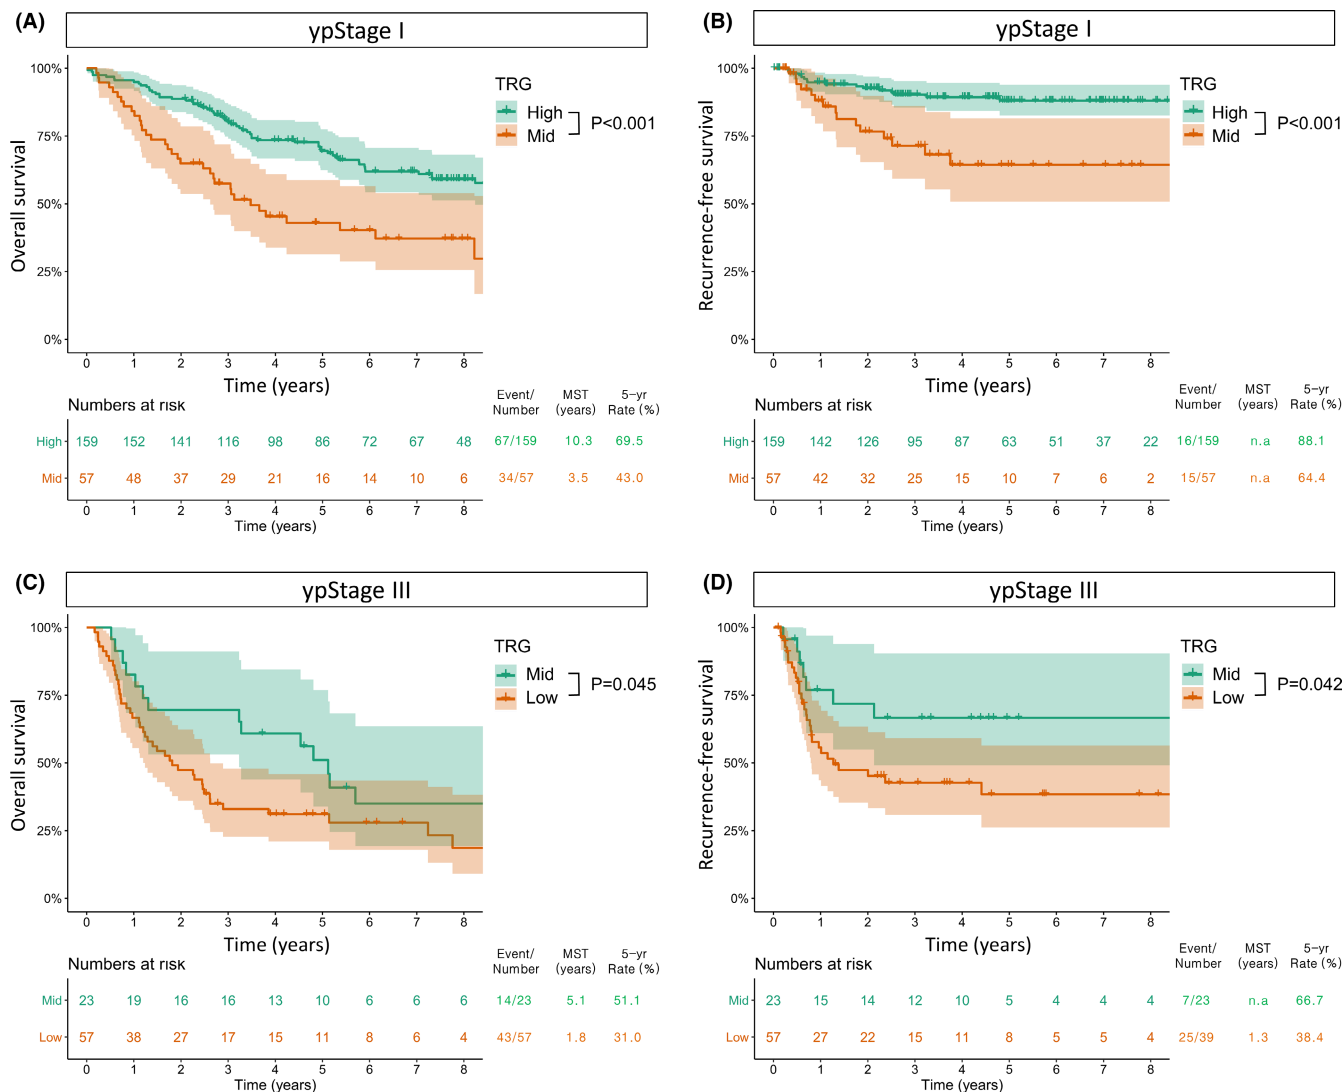 (A)
ypStage I
100%
75%
50%
25%
0%
Overall survival
0 1 2 3 4 5 6 7 8
Time (years)
TRG
High
Mid
P<0.001
Numbers at risk
Event/ MST 5-yr
Number (years) Rate (%)
High 159 152 141 116 98 86 72 67 48 67/159 10.3 69.5
Mid 57 48 37 29 21 16 14 10 6 34/57 3.5 43.0
0 1 2 3 4 5 6 7 8
Time (years)
(B)
ypStage I
100%
75%
50%
25%
0%
Recurrence-free survival
0 1 2 3 4 5 6 7 8
Time (years)
TRG
High
Mid
P<0.001
Numbers at risk
Event/ MST 5-yr
Number (years) Rate (%)
High 159 142 126 95 87 63 51 37 22 16/159 n.a 88.1
Mid 57 42 32 25 15 10 7 6 2 15/57 n.a 64.4
0 1 2 3 4 5 6 7 8
Time (years)
(C)
ypStage III
100%
75%
50%
25%
0%
Overall survival
0 1 2 3 4 5 6 7 8
Time (years)
TRG
Mid
Low
P=0.045
Numbers at risk
Event/ MST 5-yr
Number (years) Rate (%)
Mid 23 19 16 16 13 10 6 6 6 14/23 5.1 51.1
Low 57 38 27 17 15 11 8 6 4 43/57 1.8 31.0
0 1 2 3 4 5 6 7 8
Time (years)
(D)
ypStage III
100%
75%
50%
25%
0%
Recurrence-free survival
0 1 2 3 4 5 6 7 8
Time (years)
TRG
Mid
Low
P=0.042
Numbers at risk
Event/ MST 5-yr
Number (years) Rate (%)
Mid 23 15 14 12 10 5 4 4 4 7/23 n.a 66.7
Low 57 27 22 15 11 8 5 5 4 25/39 1.3 38.4
0 1 2 3 4 5 6 7 8
Time (years)